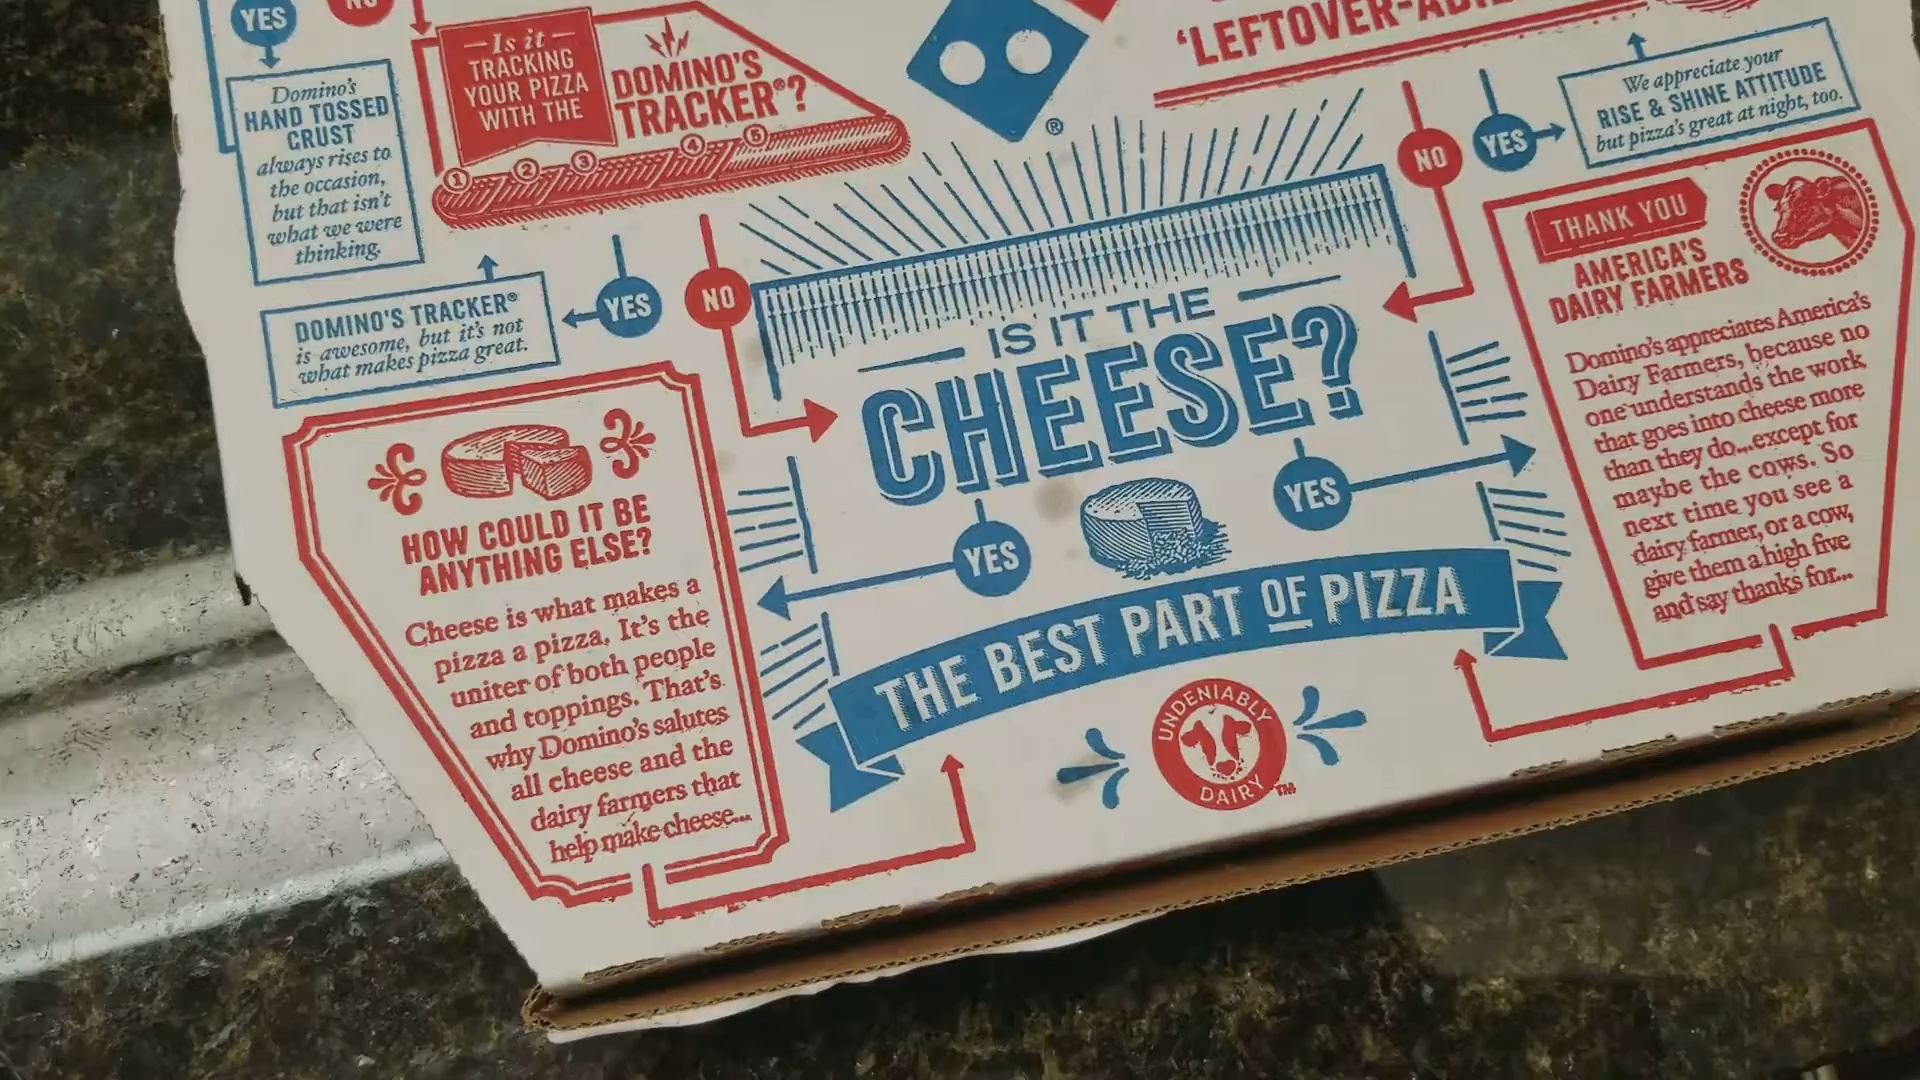 YES
NO
Domino's
HAND TOSSED
CRUST
always rises to
the occasion,
but that isn't
what we were
thinking.
Is it
TRACKING
YOUR PIZZA
WITH THE
DOMINO'S
TRACKER®?
1 2 3 4 5
®
'LEFTOVER-
YES
NO
DOMINO'S TRACKER®
is awesome, but it's not
what makes pizza great.
NO
YES
We appreciate your
RISE & SHINE ATTITUDE
but pizza's great at night, too.
IS IT THE
CHEESE?
YES
YES
THE BEST PART OF PIZZA
UNDENIABLY
DAIRY
TM
HOW COULD IT BE
ANYTHING ELSE?
Cheese is what makes a
pizza a pizza. It's the
uniter of both people
and toppings. That's
why Domino's salutes
all cheese and the
dairy farmers that
help make cheese...
THANK YOU
AMERICA'S
DAIRY FARMERS
Domino's appreciates America's
Dairy Farmers, because no
one understands the work
that goes into cheese more
than they do...except for
maybe the cows. So
next time you see a
dairy farmer, or a cow,
give them a high five
and say thanks for...